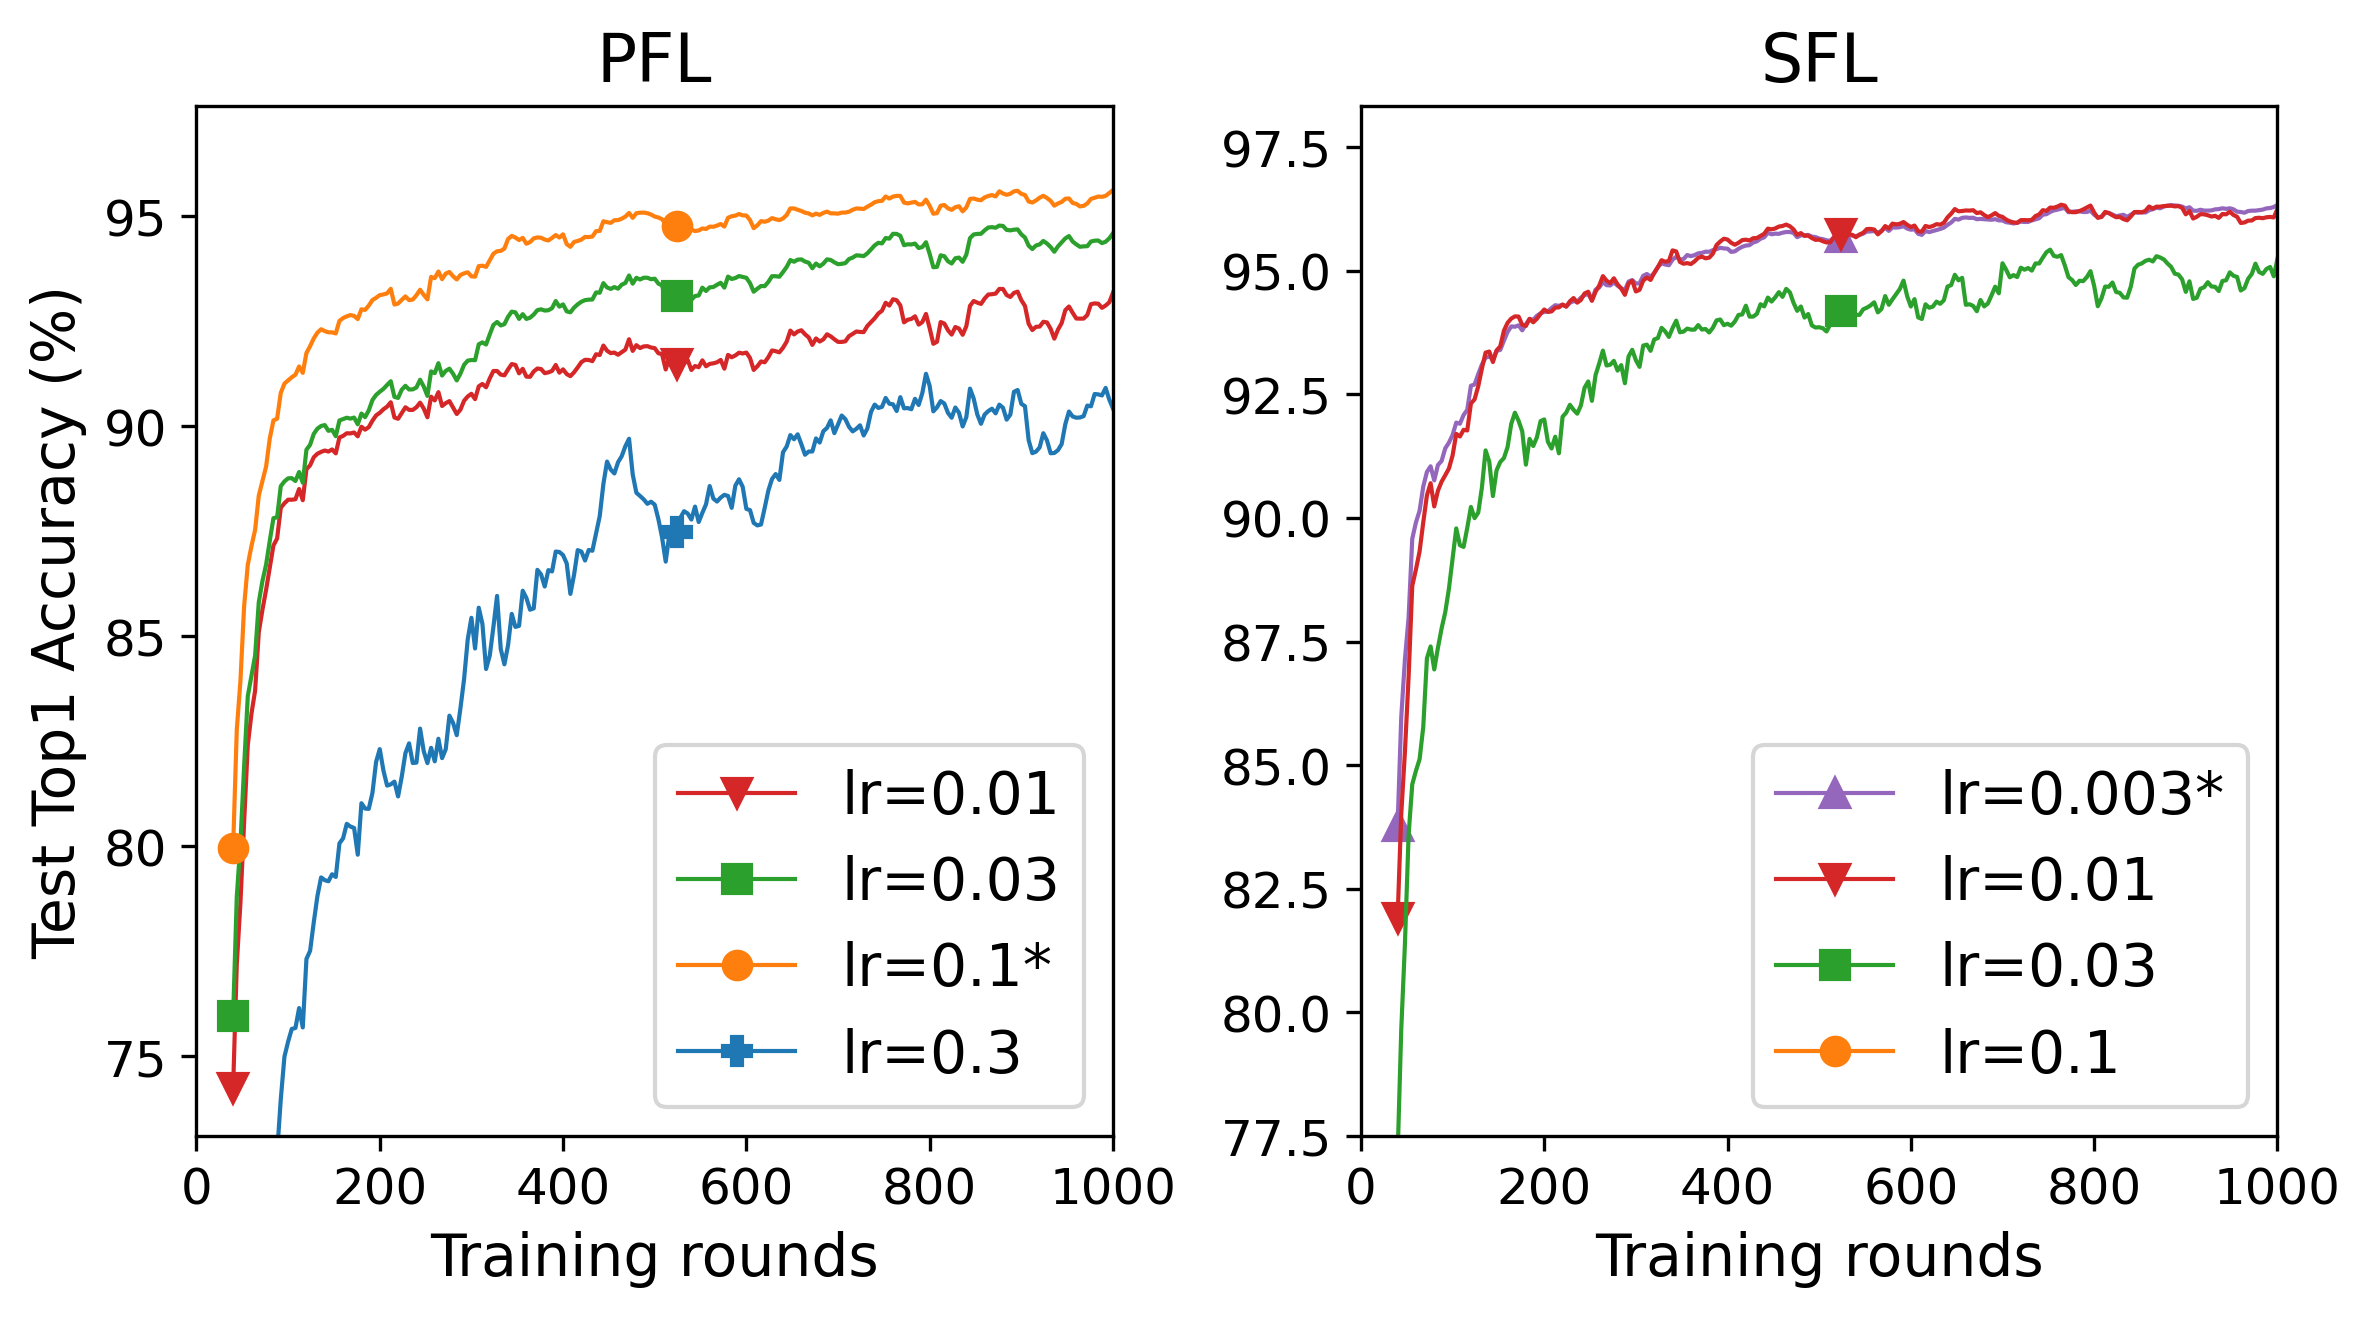 PFL
Test Top1 Accuracy (%)
95
90
85
80
75
0 200 400 600 800 1000
Training rounds
lr=0.01
lr=0.03
lr=0.1*
lr=0.3
SFL
97.5
95.0
92.5
90.0
87.5
85.0
82.5
80.0
77.5
0 200 400 600 800 1000
Training rounds
lr=0.003*
lr=0.01
lr=0.03
lr=0.1